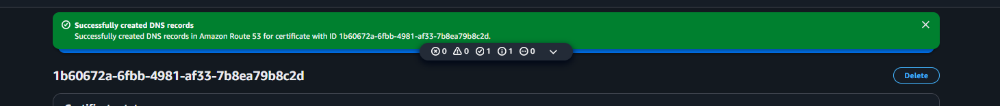 Successfully created DNS records
Successfully created DNS records in Amazon Route 53 for certificate with ID 1b60672a-6fbb-4981-af33-7b8ea79b8c2d.
0 0 1 1 0
1b60672a-6fbb-4981-af33-7b8ea79b8c2d
Delete